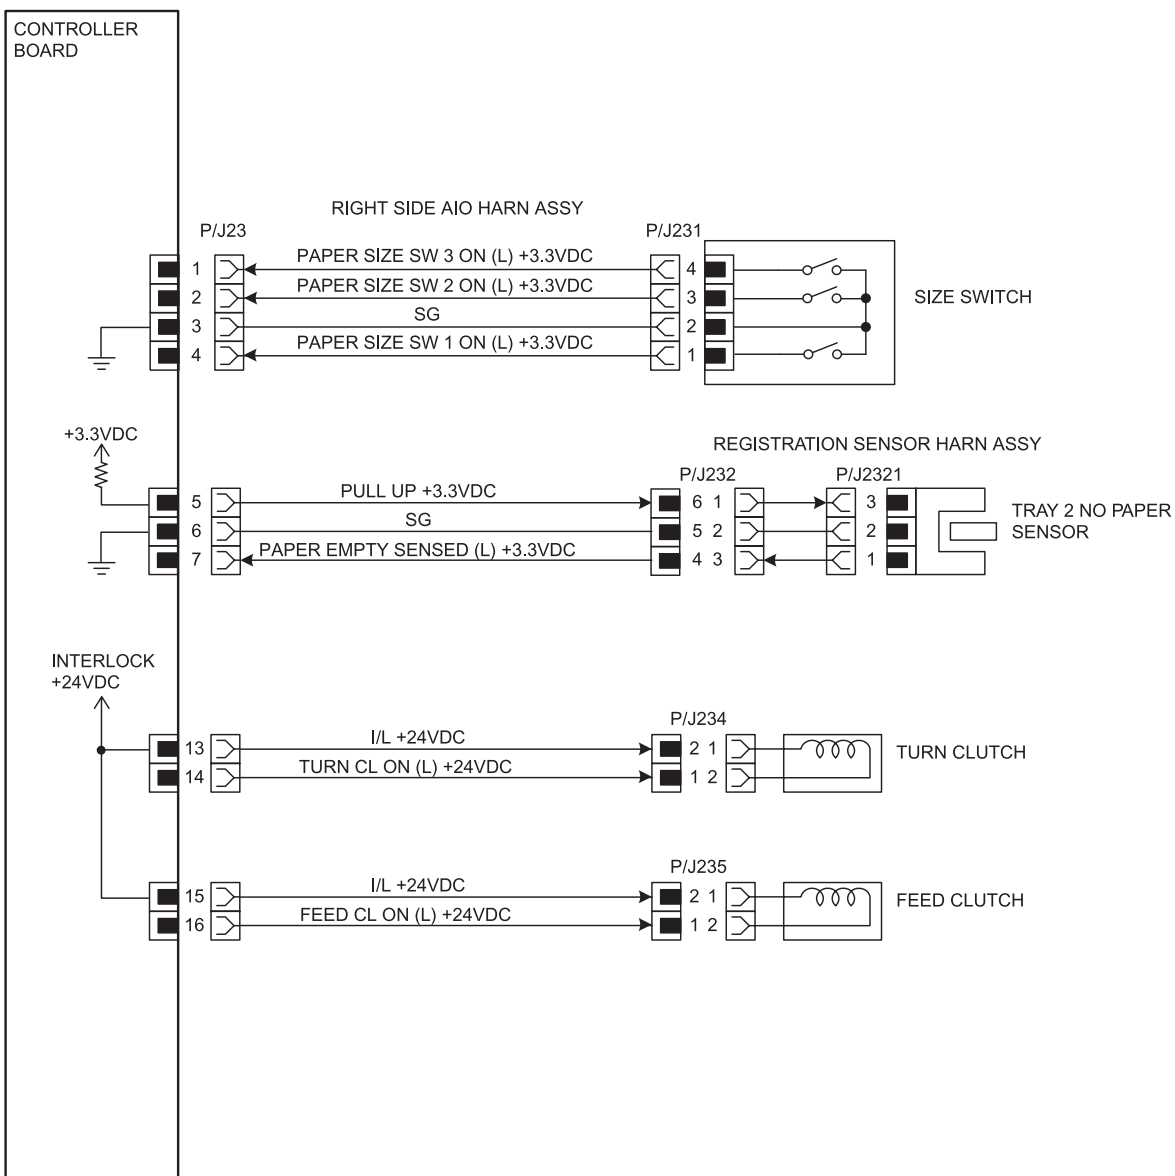 CONTROLLER
BOARD
RIGHT SIDE AIO HARN ASSY
P/J23
P/J231
1 PAPER SIZE SW 3 ON (L) +3.3VDC 4
2 PAPER SIZE SW 2 ON (L) +3.3VDC 3
SIZE SWITCH
3 SG 2
4 PAPER SIZE SW 1 ON (L) +3.3VDC 1
+3.3VDC
REGISTRATION SENSOR HARN ASSY
P/J232
P/J2321
5 PULL UP +3.3VDC 6 1 3
6 SG 5 2 2
7 PAPER EMPTY SENSED (L) +3.3VDC 4 3 1
TRAY 2 NO PAPER
SENSOR
INTERLOCK
+24VDC
P/J234
13 I/L +24VDC 2 1
14 TURN CL ON (L) +24VDC 1 2
TURN CLUTCH
P/J235
15 I/L +24VDC 2 1
16 FEED CL ON (L) +24VDC 1 2
FEED CLUTCH